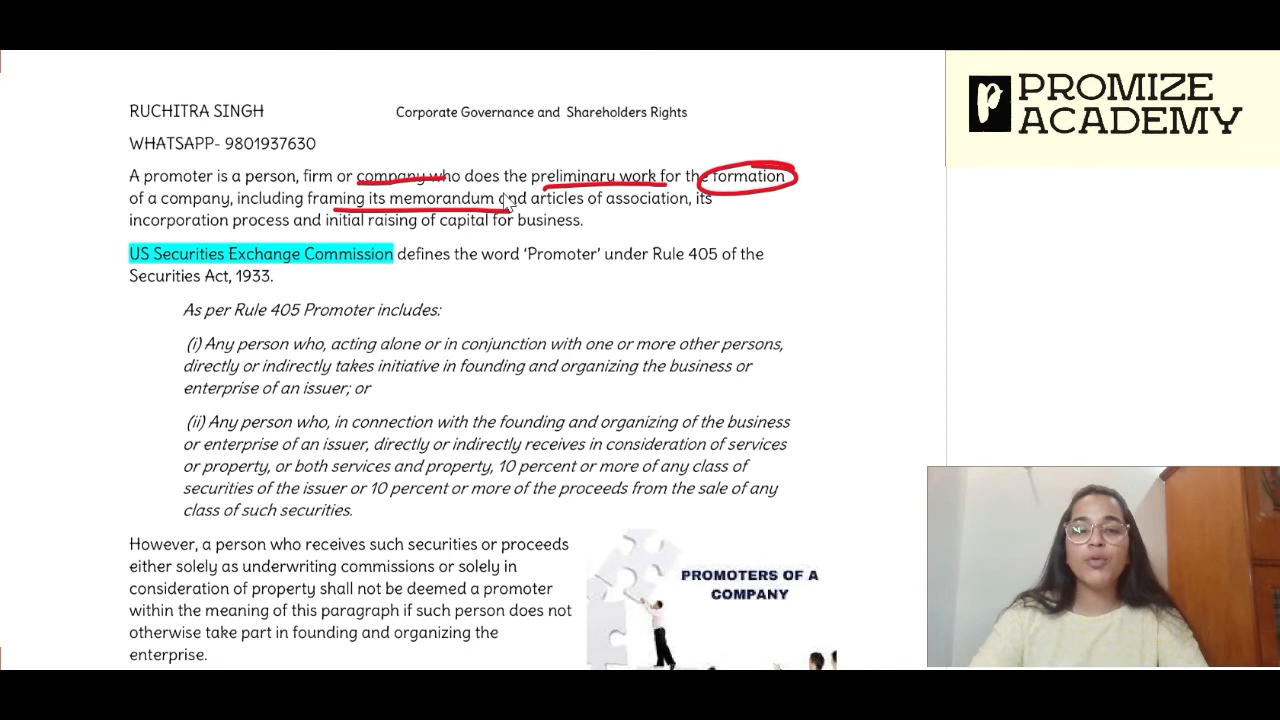 RUCHITRA SINGH
Corporate Governance and Shareholders Rights
WHATSAPP- 9801937630
A promoter is a person, firm or company who does the preliminary work for the formation
of a company, including framing its memorandum and articles of association, its
incorporation process and initial raising of capital for business.
US Securities Exchange Commission defines the word ‘Promoter’ under Rule 405 of the
Securities Act, 1933.
As per Rule 405 Promoter includes:
(i) Any person who, acting alone or in conjunction with one or more other persons,
directly or indirectly takes initiative in founding and organizing the business or
enterprise of an issuer; or
(ii) Any person who, in connection with the founding and organizing of the business
or enterprise of an issuer, directly or indirectly receives in consideration of services
or property, or both services and property, 10 percent or more of any class of
securities of the issuer or 10 percent or more of the proceeds from the sale of any
class of such securities.
However, a person who receives such securities or proceeds
either solely as underwriting commissions or solely in
consideration of property shall not be deemed a promoter
within the meaning of this paragraph if such person does not
otherwise take part in founding and organizing the
enterprise.
PROMOTERS OF A
COMPANY
P PROMIZE
ACADEMY